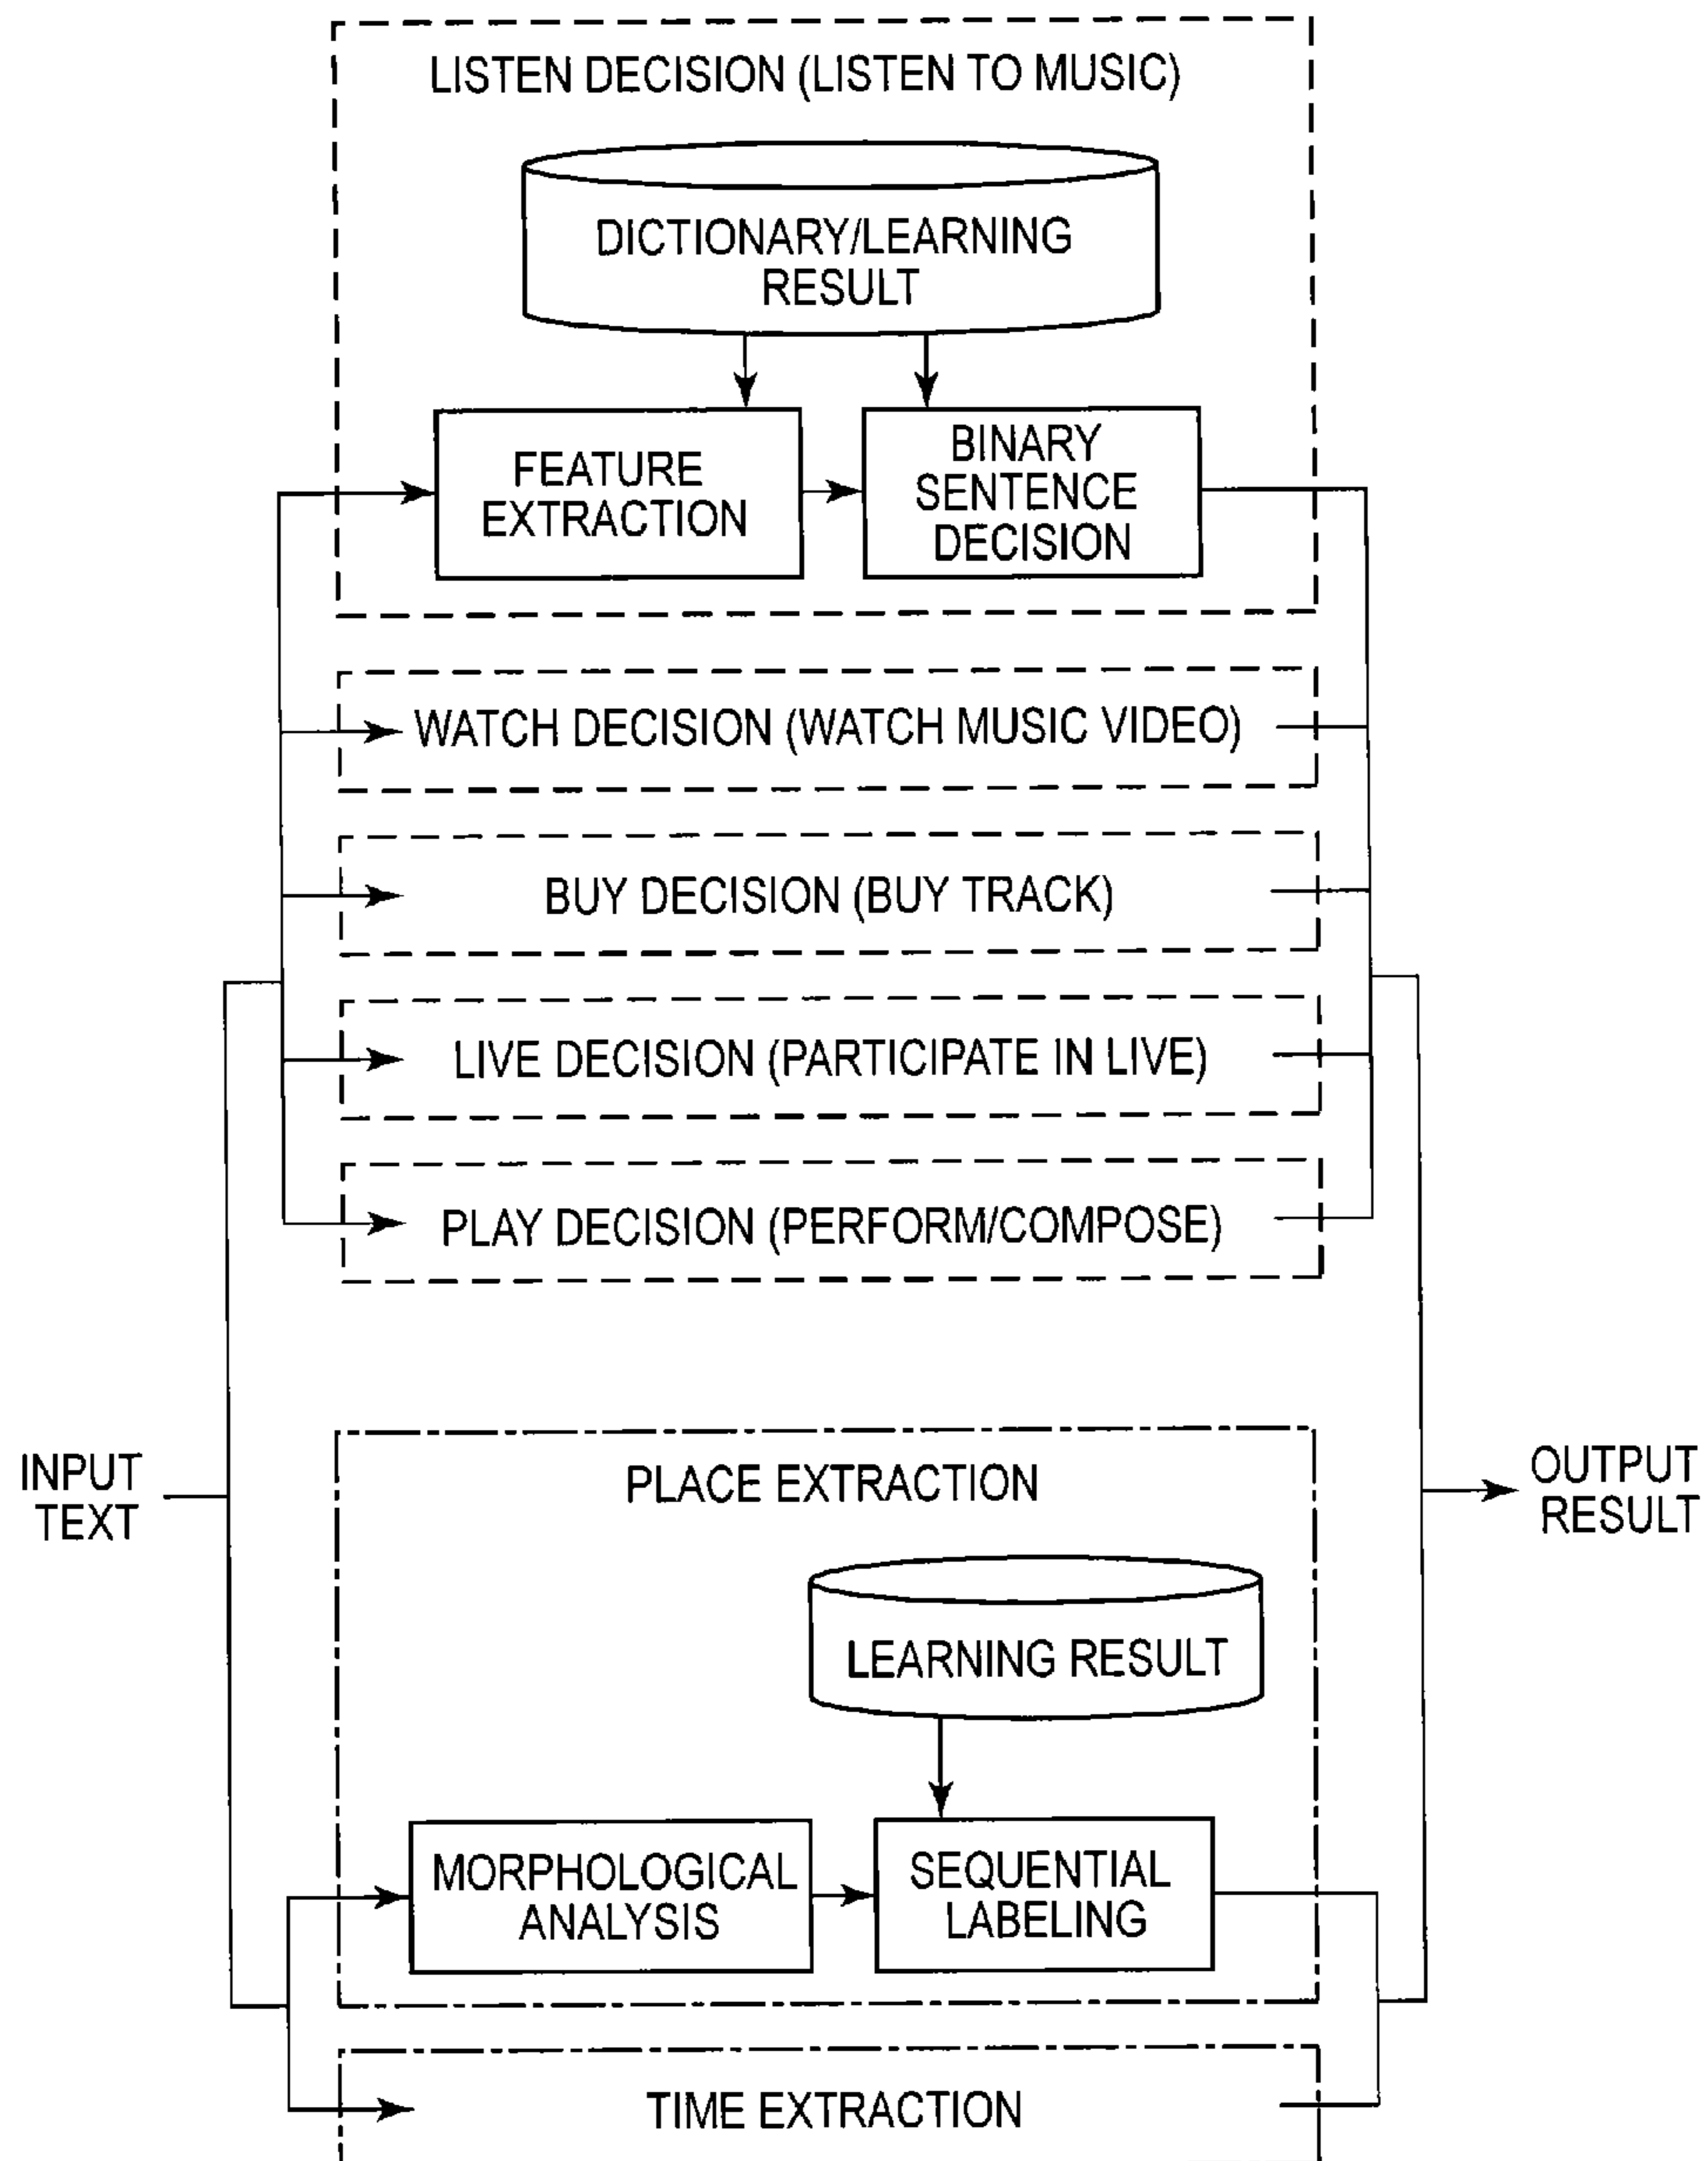 LISTEN DECISION (LISTEN TO MUSIC)
DICTIONARY/LEARNING
RESULT
FEATURE
EXTRACTION
BINARY
SENTENCE
DECISION
WATCH DECISION (WATCH MUSIC VIDEO)
BUY DECISION (BUY TRACK)
LIVE DECISION (PARTICIPATE IN LIVE)
PLAY DECISION (PERFORM/COMPOSE)
INPUT
TEXT
PLACE EXTRACTION
LEARNING RESULT
MORPHOLOGICAL
ANALYSIS
SEQUENTIAL
LABELING
OUTPUT
RESULT
TIME EXTRACTION